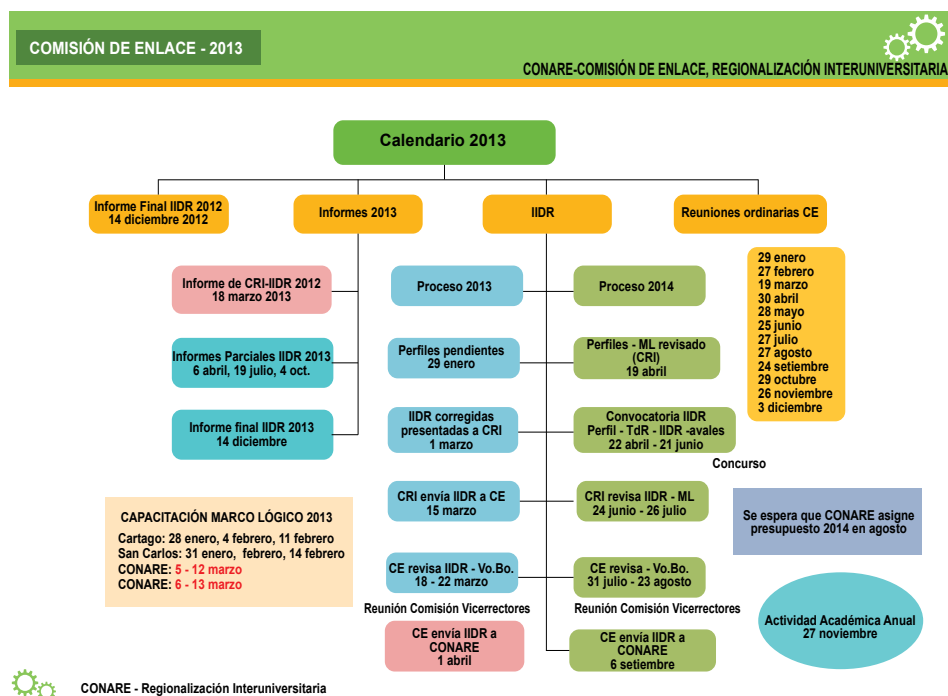 COMISIÓN DE ENLACE - 2013
CONARE-COMISIÓN DE ENLACE, REGIONALIZACIÓN INTERUNIVERSITARIA
Calendario 2013
Informe Final IIDR 2012
14 diciembre 2012
Informes 2013
IIDR
Reuniones ordinarias CE
Informe de CRI-IIDR 2012
18 marzo 2013
Informes Parciales IIDR 2013
6 abril, 19 julio, 4 oct.
Informe final IIDR 2013
14 diciembre
Proceso 2013
Perfiles pendientes
29 enero
IIDR corregidas
presentadas a CRI
1 marzo
CRI envía IIDR a CE
15 marzo
CE revisa IIDR - Vo.Bo.
18 - 22 marzo
Reunión Comisión Vicerrectores
CE envía IIDR a
CONARE
1 abril
Proceso 2014
Perfiles - ML revisado
(CRI)
19 abril
Convocatoria IIDR
Perfil - TdR - IIDR -avales
22 abril - 21 junio
Concurso
CRI revisa IIDR - ML
24 junio - 26 julio
CE revisa - Vo.Bo.
31 julio - 23 agosto
Reunión Comisión Vicerrectores
CE envía IIDR a
CONARE
6 setiembre
29 enero
27 febrero
19 marzo
30 abril
28 mayo
25 junio
27 julio
27 agosto
24 setiembre
29 octubre
26 noviembre
3 diciembre
CAPACITACIÓN MARCO LÓGICO 2013
Cartago: 28 enero, 4 febrero, 11 febrero
San Carlos: 31 enero, febrero, 14 febrero
CONARE: 5 - 12 marzo
CONARE: 6 - 13 marzo
Se espera que CONARE asigne
presupuesto 2014 en agosto
Actividad Académica Anual
27 noviembre
CONARE - Regionalización Interuniversitaria